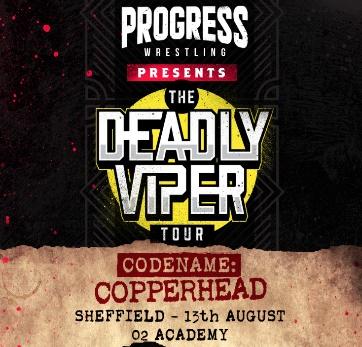 PROGRESS
WRESTLING
PRESENTS
THE
DEADLY
VIPER
TOUR
CODENAME:
COPPERHEAD
SHEFFIELD - 13th AUGUST
O2 ACADEMY